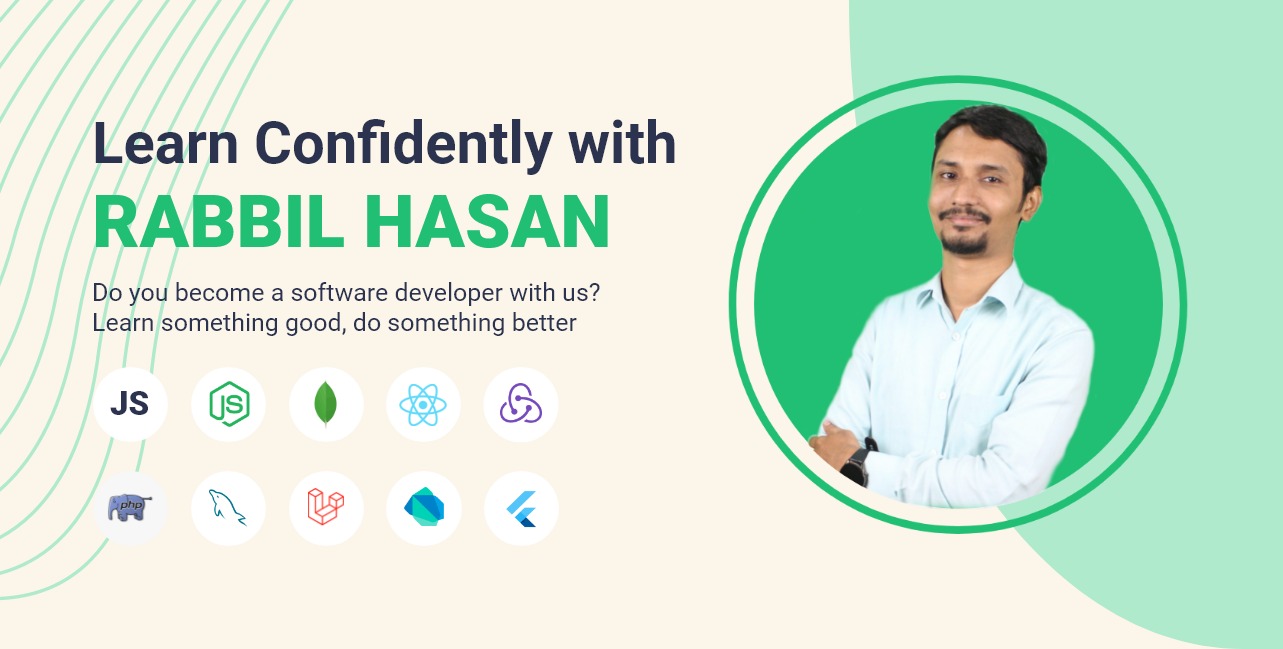 Learn Confidently with
RABBIL HASAN
Do you become a software developer with us?
Learn something good, do something better
JS
JS
php